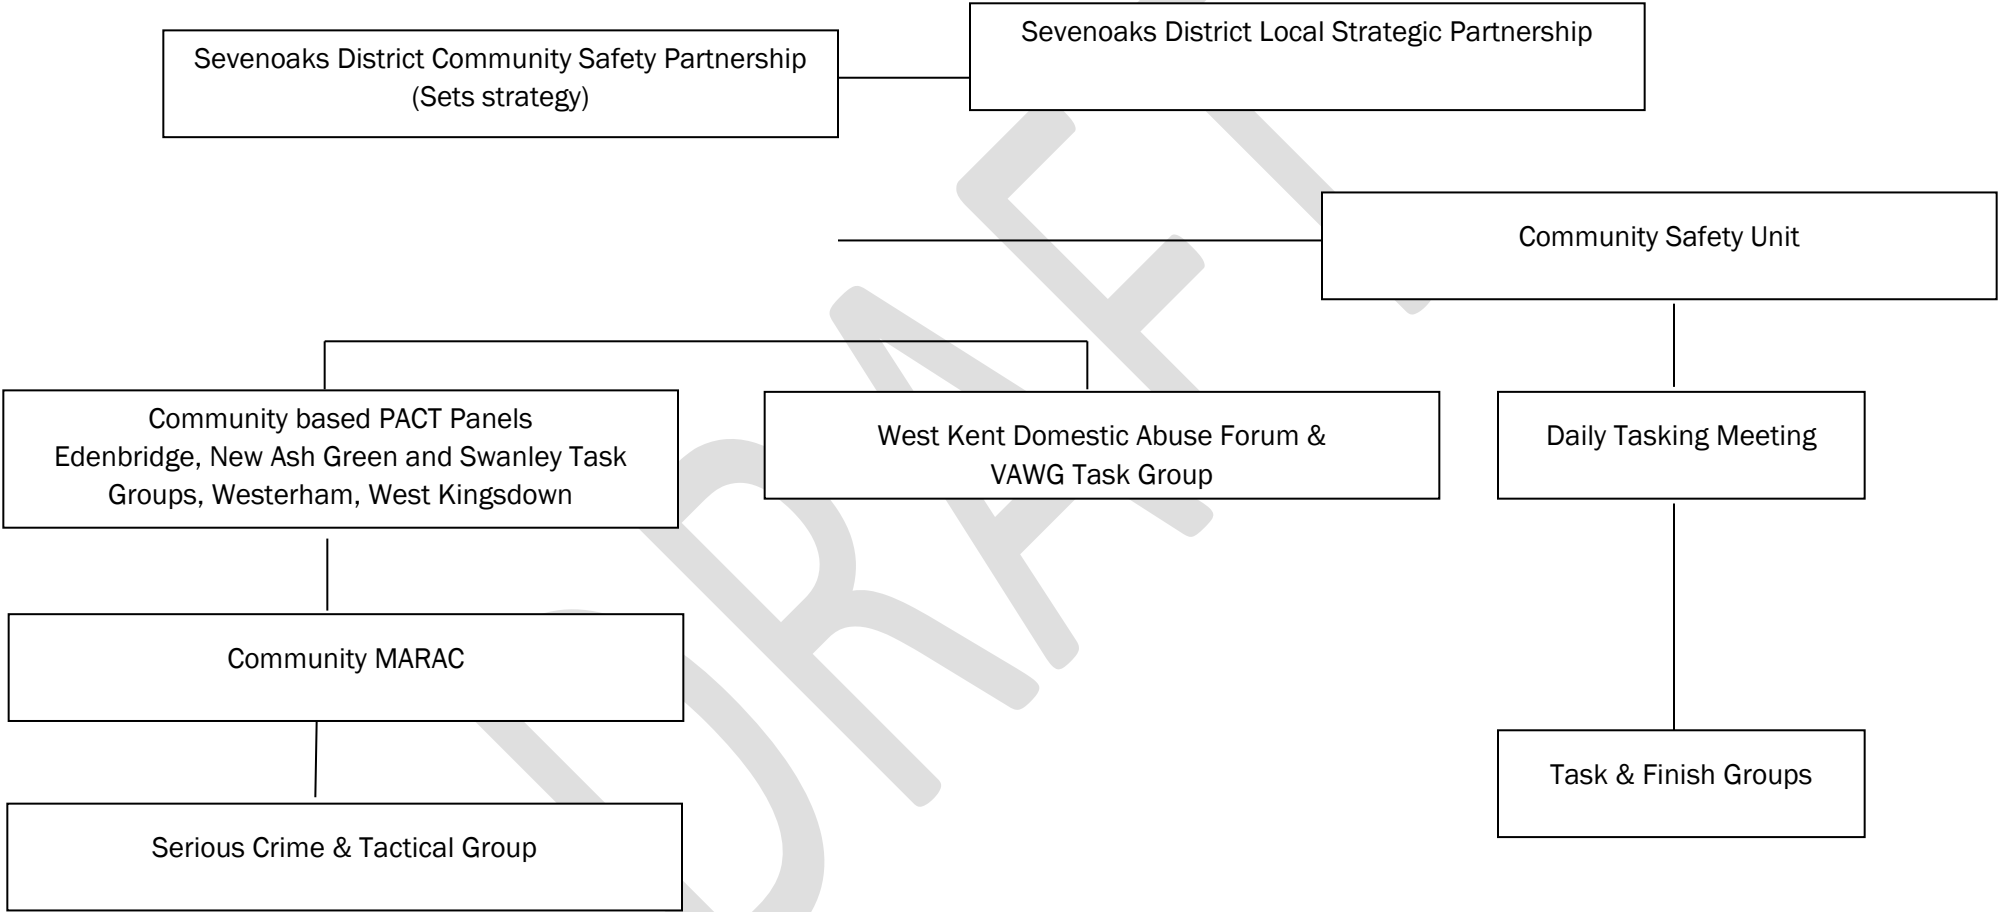 Sevenoaks District Local Strategic Partnership
Sevenoaks District Community Safety Partnership
(Sets strategy)
Community Safety Unit
Community based PACT Panels
Edenbridge, New Ash Green and Swanley Task
Groups, Westerham, West Kingsdown
West Kent Domestic Abuse Forum &
VAWG Task Group
Daily Tasking Meeting
Community MARAC
Task & Finish Groups
Serious Crime & Tactical Group
DRAFT